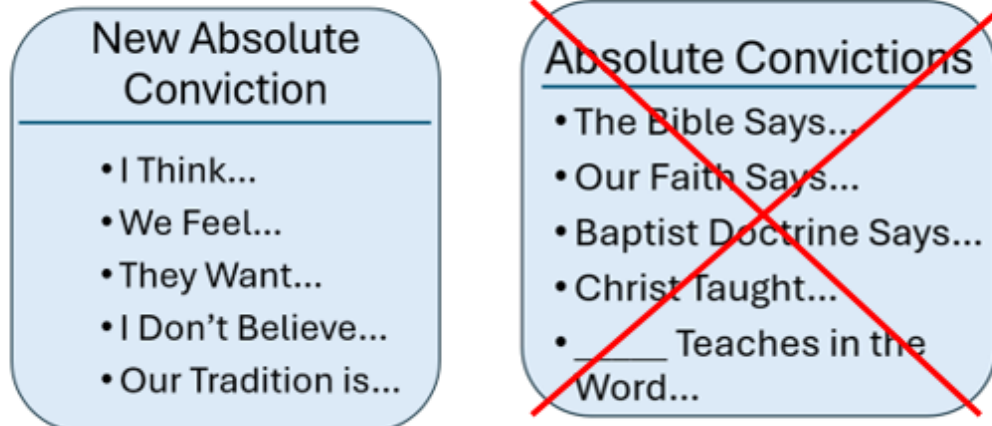 New Absolute
Conviction
• I Think...
• We Feel...
• They Want...
• I Don't Believe...
• Our Tradition is...
Absolute Convictions
• The Bible Says...
• Our Faith Says...
• Baptist Doctrine Says...
• Christ Taught...
• _____ Teaches in the
Word...